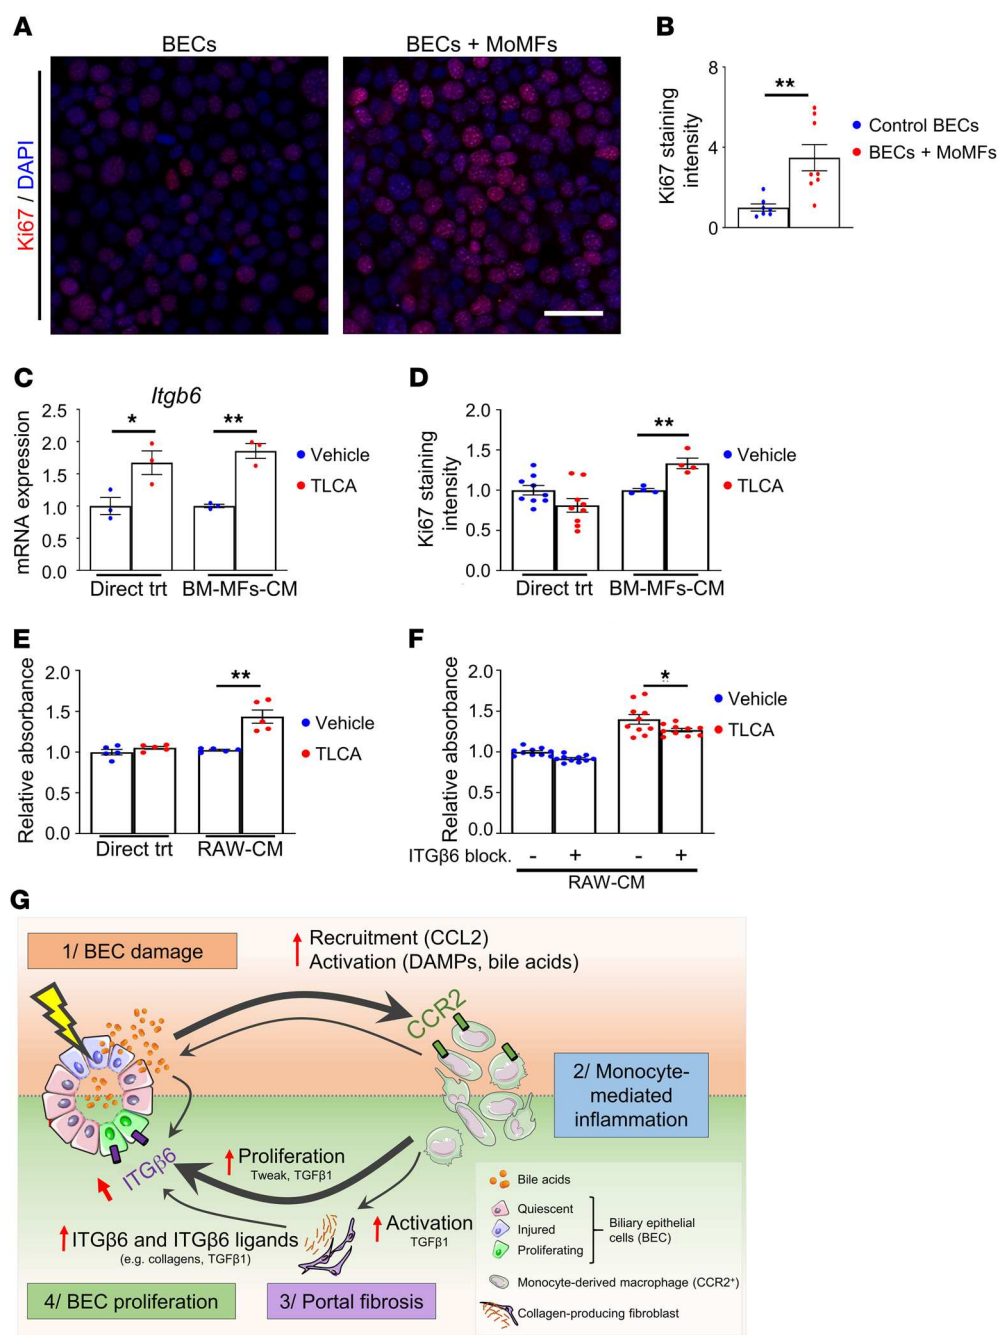 A
BECs
BECs + MoMFs
Ki67 / DAPI
B
8
4
0
Ki67 staining
intensity
**
Control BECs
BECs + MoMFs
C
Itgb6
mRNA expression
2.5
2.0
1.5
1.0
0.5
0.0
*
**
Vehicle
TLCA
Direct trt
BM-MFs-CM
D
Ki67 staining
intensity
2.0
1.5
1.0
0.5
0.0
**
Vehicle
TLCA
Direct trt
BM-MFs-CM
E
Relative absorbance
2.0
1.5
1.0
0.5
0.0
**
Vehicle
TLCA
Direct trt
RAW-CM
F
Relative absorbance
2.0
1.5
1.0
0.5
0.0
*
Vehicle
TLCA
ITGβ6 block. - + - +
RAW-CM
G
1/ BEC damage
Recruitment (CCL2)
Activation (DAMPs, bile acids)
CCR2
2/ Monocyte-
mediated
inflammation
ITGβ6
Proliferation
Tweak, TGFβ1
Activation
TGFβ1
ITGβ6 and ITGβ6 ligands
(e.g. collagens, TGFβ1)
4/ BEC proliferation
3/ Portal fibrosis
Bile acids
Quiescent
Injured
Proliferating
Biliary epithelial
cells (BEC)
Monocyte-derived macrophage (CCR2⁺)
Collagen-producing fibroblast